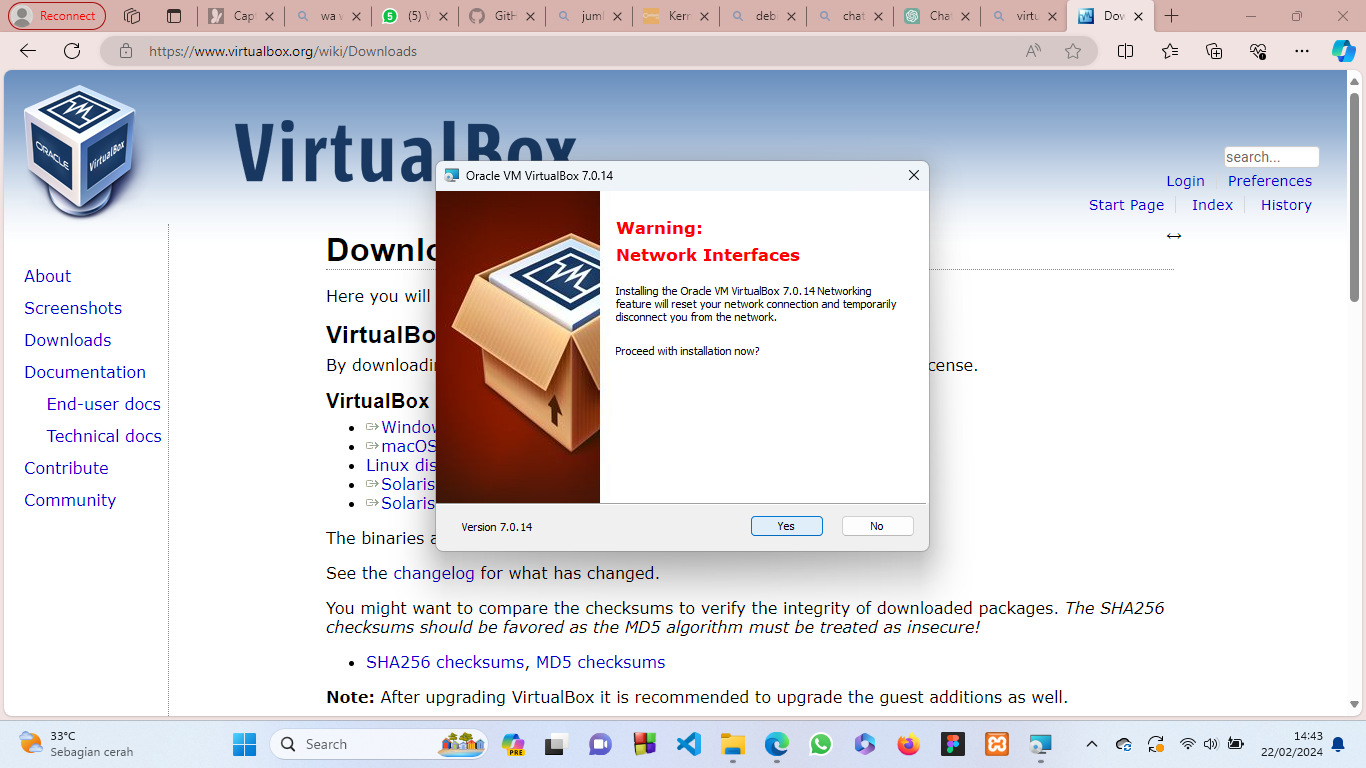 Reconnect
Capt
wa w
(5) W
GitH
juml
Kerr
deb
chat
Chat
virtu
Dow
https://www.virtualbox.org/wiki/Downloads
ORACLE
VirtualBox
VirtualBox
search...
Login
Preferences
Start Page
Index
History
About
Screenshots
Downloads
Documentation
End-user docs
Technical docs
Contribute
Community
Downlo
Here you will
VirtualBo
By downloadin
cense.
VirtualBox
Window
macOS
Linux dis
Solaris
Solaris
The binaries a
See the changelog for what has changed.
You might want to compare the checksums to verify the integrity of downloaded packages. The SHA256
checksums should be favored as the MD5 algorithm must be treated as insecure!
SHA256 checksums, MD5 checksums
Note: After upgrading VirtualBox it is recommended to upgrade the guest additions as well.
Oracle VM VirtualBox 7.0.14
Warning:
Network Interfaces
Installing the Oracle VM VirtualBox 7.0.14 Networking
feature will reset your network connection and temporarily
disconnect you from the network.
Proceed with installation now?
Version 7.0.14
Yes
No
33°C
Sebagian cerah
Search
PRE
14:43
22/02/2024